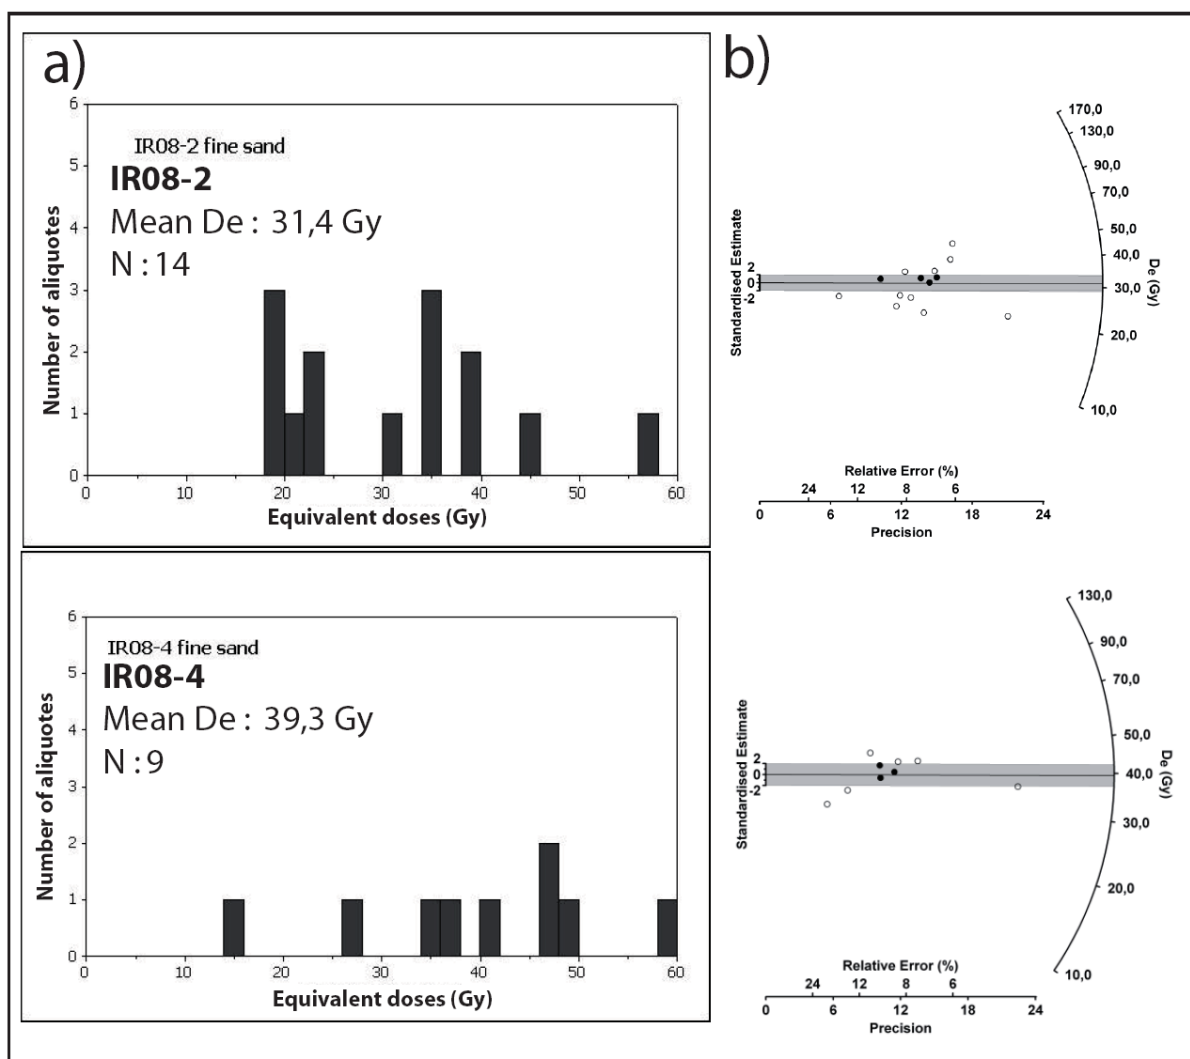 a)
6
5
4
3
2
1
0
Number of aliquotes
IR08-2 fine sand
IR08-2
Mean De : 31,4 Gy
N : 14
0 10 20 30 40 50 60
Equivalent doses (Gy)
b)
170,0
130,0
90,0
70,0
50,0
40,0
30,0
20,0
10,0
De (Gy)
Standardised Estimate
2
0
-2
Relative Error (%)
24 12 8 6
0 6 12 18 24
Precision
6
5
4
3
2
1
0
Number of aliquotes
IR08-4 fine sand
IR08-4
Mean De : 39,3 Gy
N : 9
0 10 20 30 40 50 60
Equivalent doses (Gy)
130,0
90,0
70,0
50,0
40,0
30,0
20,0
10,0
De (Gy)
Standardised Estimate
2
0
-2
Relative Error (%)
24 12 8 6
0 6 12 18 24
Precision